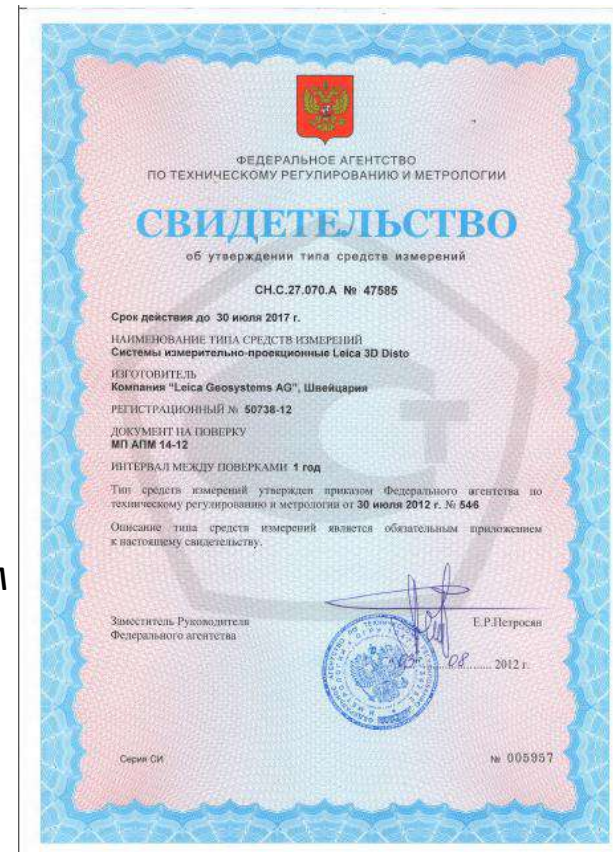 ФЕДЕРАЛЬНОЕ АГЕНТСТВО
ПО ТЕХНИЧЕСКОМУ РЕГУЛИРОВАНИЮ И МЕТРОЛОГИИ
СВИДЕТЕЛЬСТВО
об утверждении типа средств измерений
CH.C.27.070.A № 47585
Срок действия до 30 июля 2017 г.
НАИМЕНОВАНИЕ ТИПА СРЕДСТВ ИЗМЕРЕНИЙ
Системы измерительно-проекционные Leica 3D Disto
ИЗГОТОВИТЕЛЬ
Компания "Leica Geosystems AG", Швейцария
РЕГИСТРАЦИОННЫЙ № 50738-12
ДОКУМЕНТ НА ПОВЕРКУ
МП АПМ 14-12
ИНТЕРВАЛ МЕЖДУ ПОВЕРКАМИ 1 год
Тип средств измерений утвержден приказом Федерального агентства по
техническому регулированию и метрологии от 30 июля 2012 г. № 546
Описание типа средств измерений является обязательным приложением
к настоящему свидетельству.
Заместитель Руководителя
Е.Р.Петросян
Федерального агентства
03 08 2012 г.
Серия СИ
№ 005957